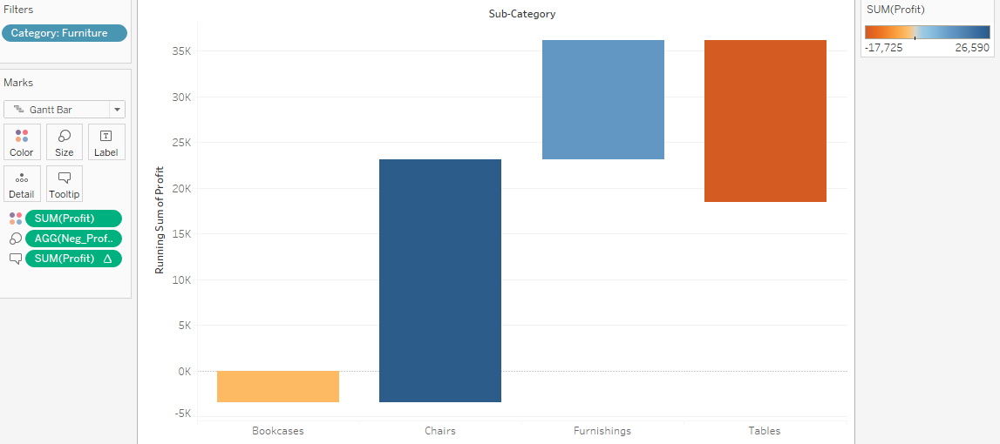 Filters
Category: Furniture
Marks
Gantt Bar
Color
Size
Label
Detail
Tooltip
SUM(Profit)
AGG(Neg_Prof..
SUM(Profit) Δ
Sub-Category
Running Sum of Profit
35K
30K
25K
20K
15K
10K
5K
0K
-5K
Bookcases
Chairs
Furnishings
Tables
SUM(Profit)
-17,725
26,590